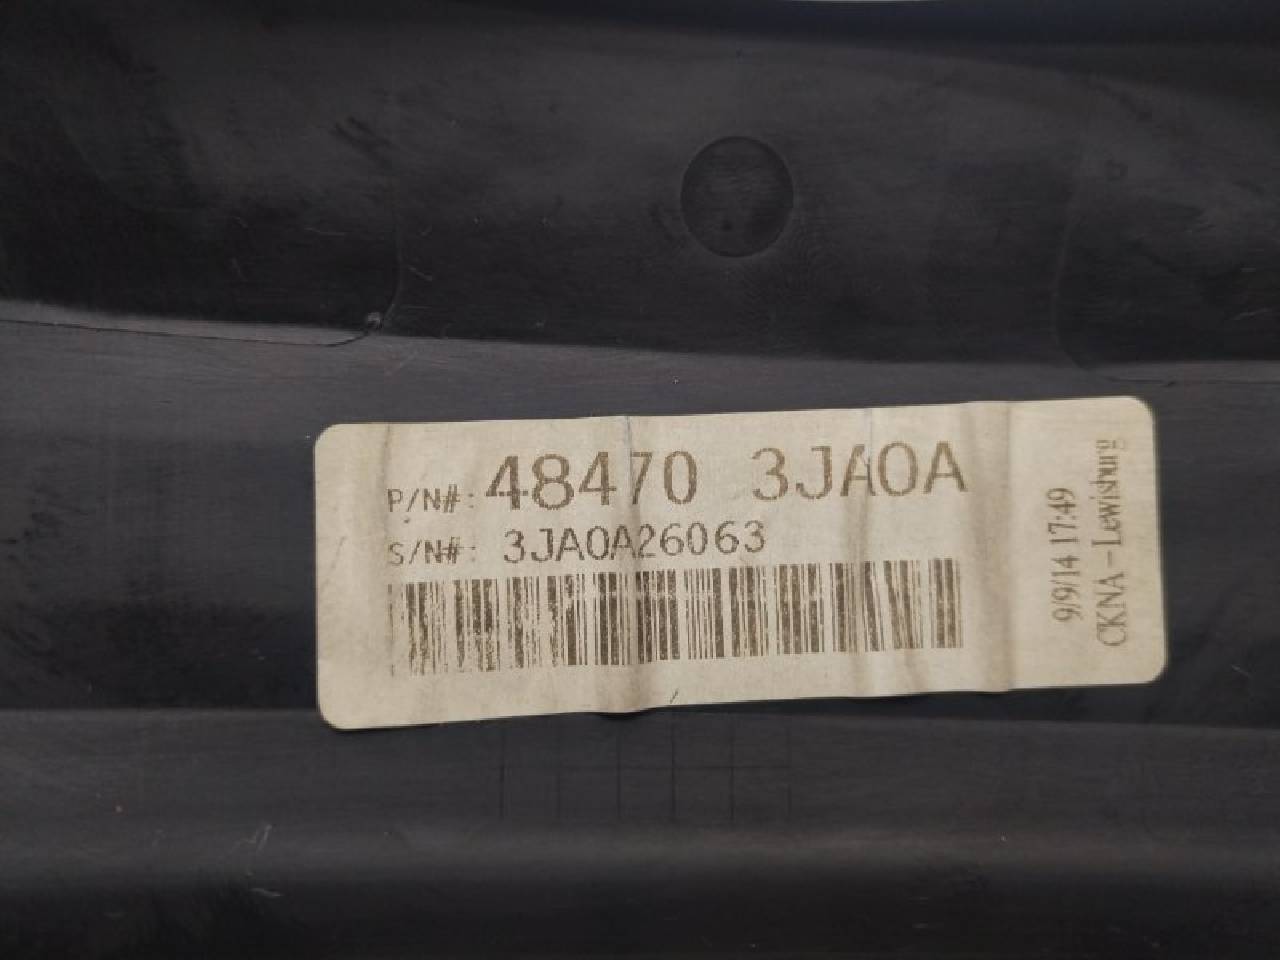 P/N#: 48470 3JA0A
S/N#: 3JA0A26063
9/9/14 17:49
CKNA - Lewisburg